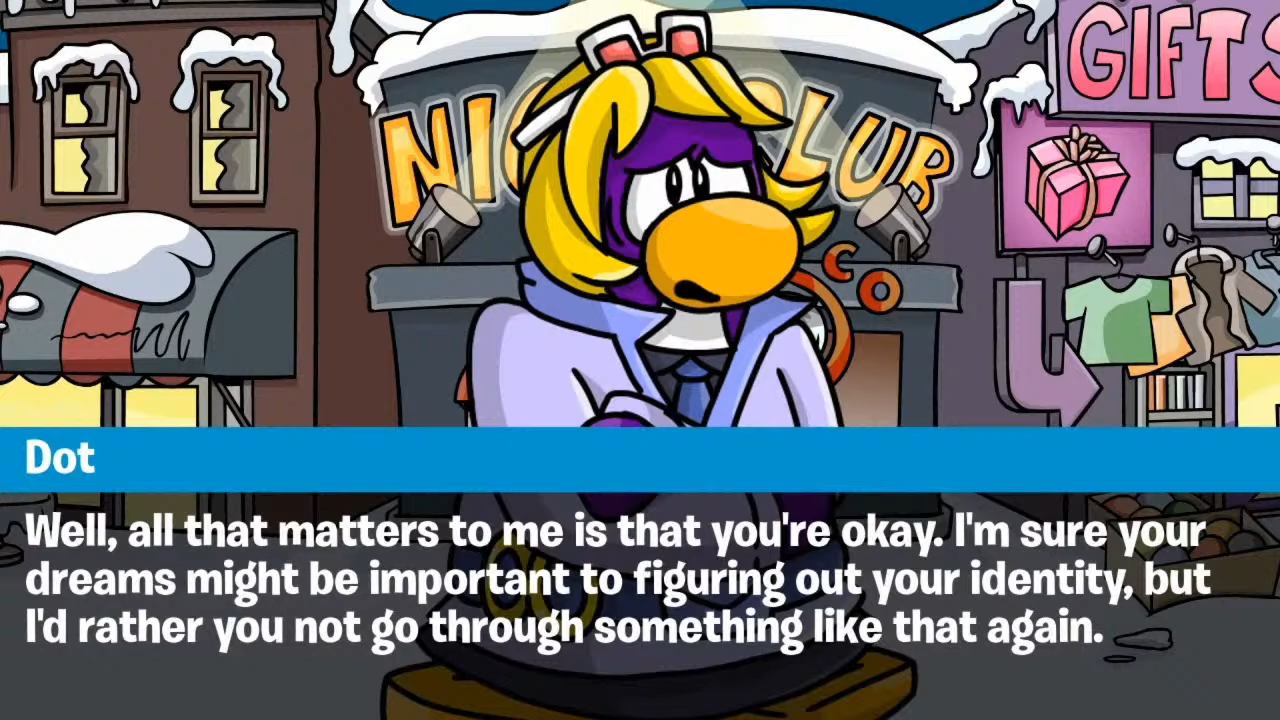 GIFTS
CO
Dot
Well, all that matters to me is that you're okay. I'm sure your
dreams might be important to figuring out your identity, but
I'd rather you not go through something like that again.